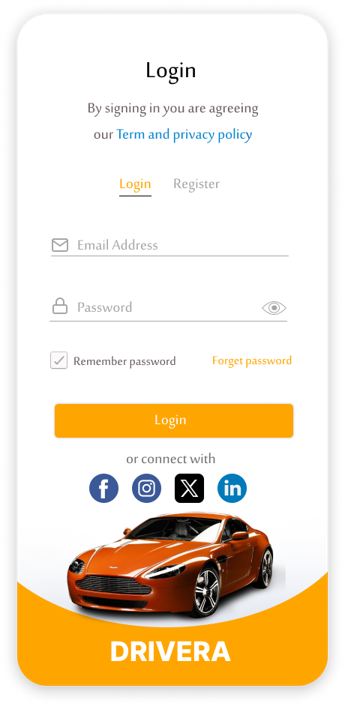 Login
By signing in you are agreeing
our Term and privacy policy
Login Register
Email Address
Password
Remember password Forget password
Login
or connect with
DRIVERA